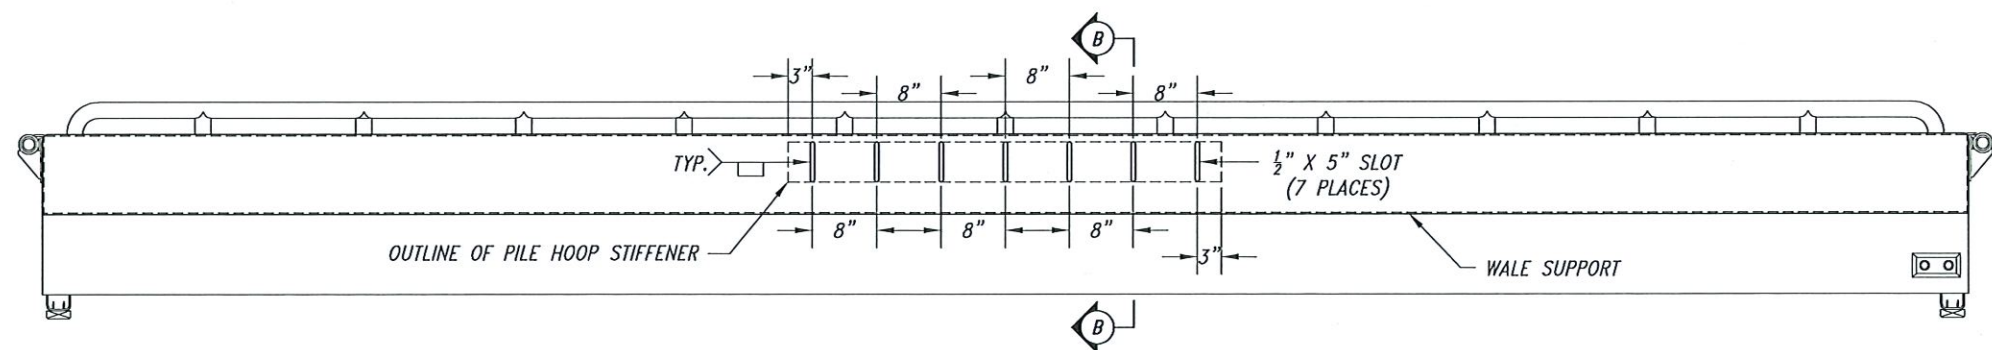 B
3"
8"
8"
8"
TYP.
½" X 5" SLOT
(7 PLACES)
8"
8"
8"
3"
OUTLINE OF PILE HOOP STIFFENER
WALE SUPPORT
B